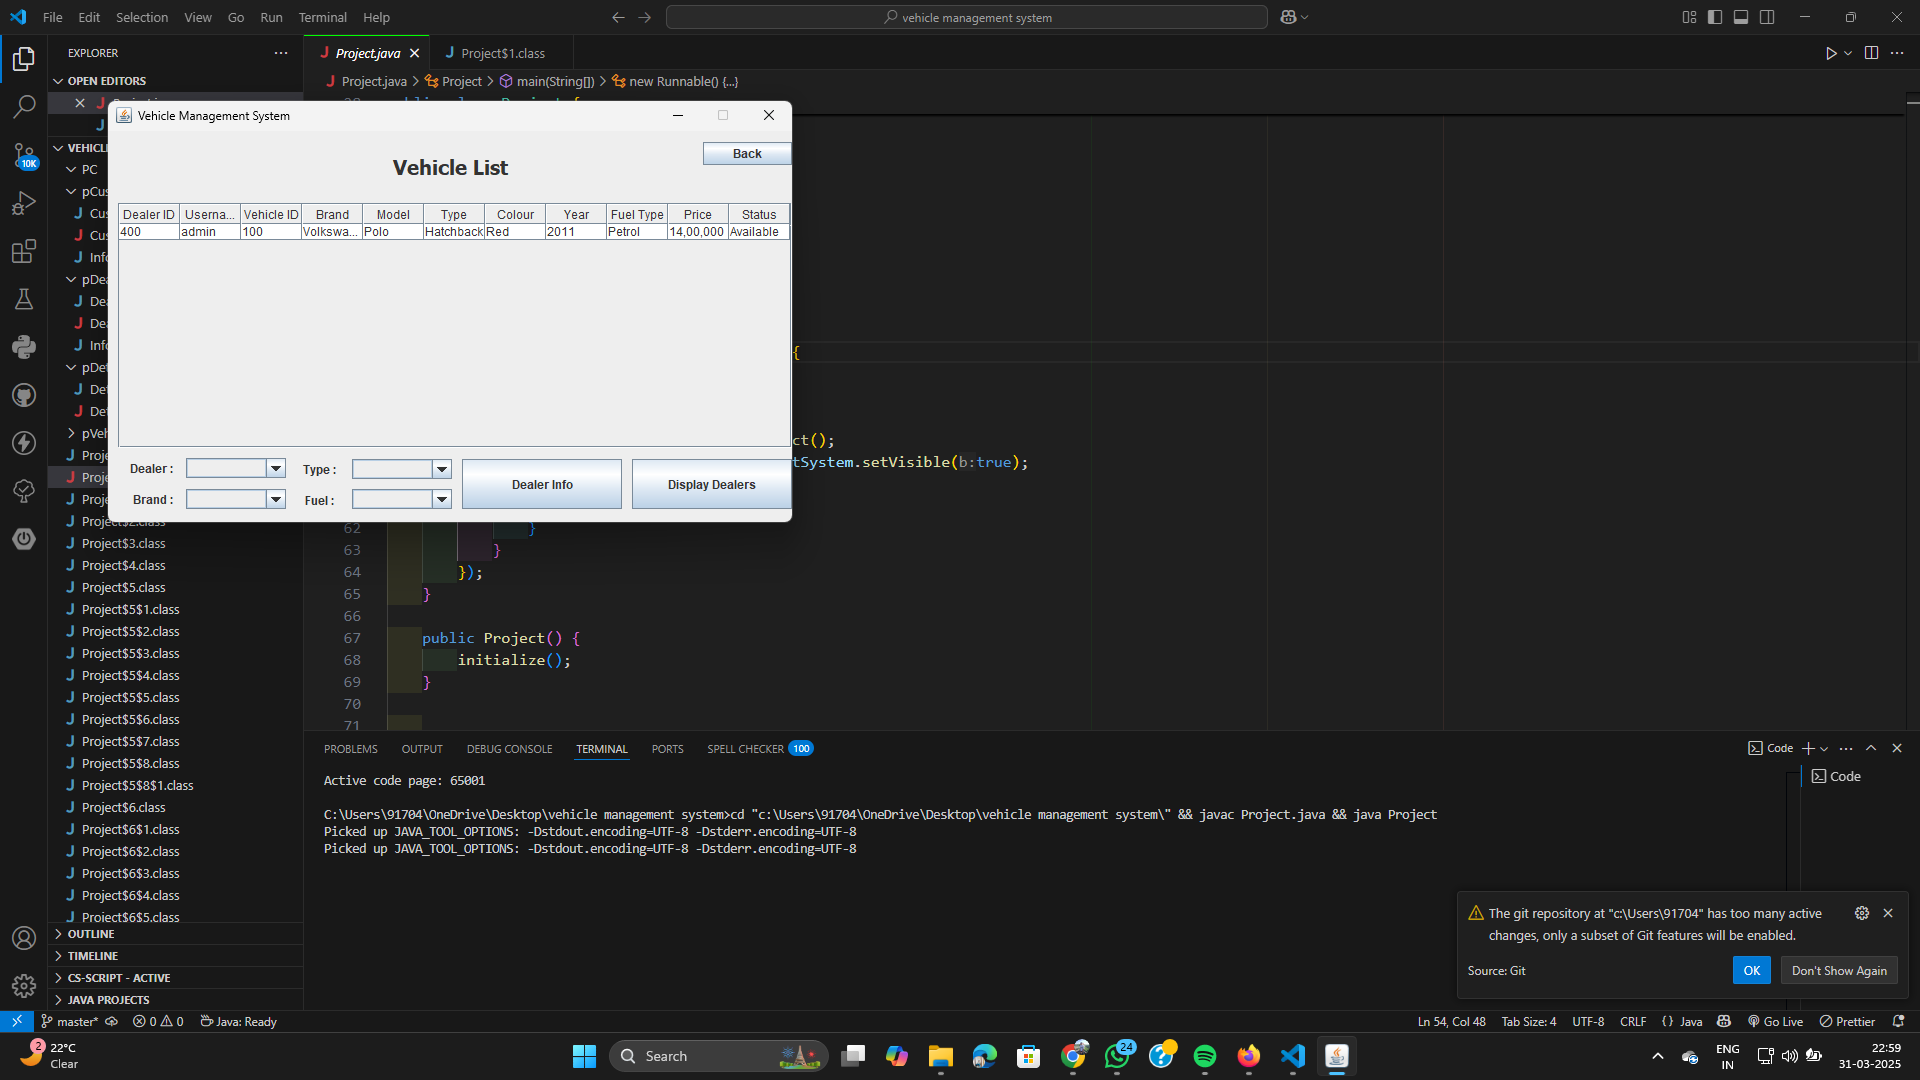 File Edit Selection View Go Run Terminal Help
vehicle management system
EXPLORER
OPEN EDITORS
VEHICL
PC
pCus
Cus
Cus
Info
pDea
Dea
Dea
Info
pDet
Det
Det
pVeh
Proje
Proje
Proje
Project$2.class
Project$3.class
Project$4.class
Project$5.class
Project$5$1.class
Project$5$2.class
Project$5$3.class
Project$5$4.class
Project$5$5.class
Project$5$6.class
Project$5$7.class
Project$5$8.class
Project$5$8$1.class
Project$6.class
Project$6$1.class
Project$6$2.class
Project$6$3.class
Project$6$4.class
Project$6$5.class
OUTLINE
TIMELINE
CS-SCRIPT - ACTIVE
JAVA PROJECTS
10K
Project.java Project$1.class
Project.java > Project > main(String[]) > new Runnable() {...}
Vehicle Management System
Back
Vehicle List
Dealer ID Userna... Vehicle ID Brand Model Type Colour Year Fuel Type Price Status
400 admin 100 Volkswa... Polo Hatchback Red 2011 Petrol 14,00,000 Available
Dealer : Type :
Brand : Fuel :
Dealer Info Display Dealers
{
ct();
tSystem.setVisible(b:true);
62 }
63 }
64 });
65 }
66
67 public Project() {
68 initialize();
69 }
70
71
PROBLEMS OUTPUT DEBUG CONSOLE TERMINAL PORTS SPELL CHECKER 100
Code
Code
Active code page: 65001
C:\Users\91704\OneDrive\Desktop\vehicle management system>cd "c:\Users\91704\OneDrive\Desktop\vehicle management system\" && javac Project.java && java Project
Picked up JAVA_TOOL_OPTIONS: -Dstdout.encoding=UTF-8 -Dstderr.encoding=UTF-8
Picked up JAVA_TOOL_OPTIONS: -Dstdout.encoding=UTF-8 -Dstderr.encoding=UTF-8
The git repository at "c:\Users\91704" has too many active
changes, only a subset of Git features will be enabled.
Source: Git
OK Don't Show Again
master* 0 0 Java: Ready
Ln 54, Col 48 Tab Size: 4 UTF-8 CRLF {} Java Go Live Prettier
2
22°C
Clear
Search
24
ENG
IN
22:59
31-03-2025